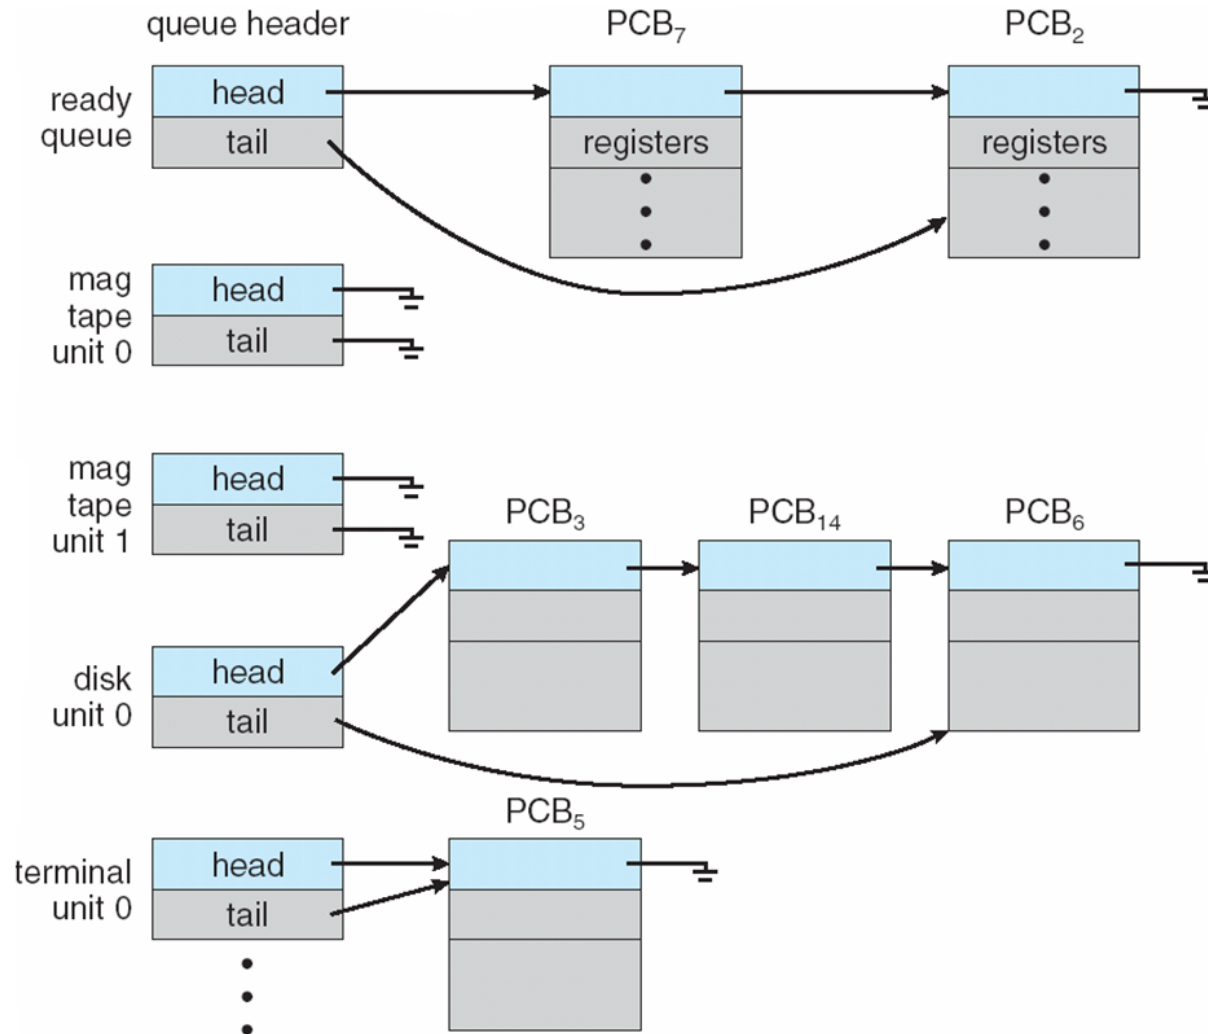 queue header
PCB₇
PCB₂
ready
queue
head
tail
registers
registers
mag
tape
unit 0
head
tail
mag
tape
unit 1
head
tail
PCB₃
PCB₁₄
PCB₆
disk
unit 0
head
tail
PCB₅
terminal
unit 0
head
tail